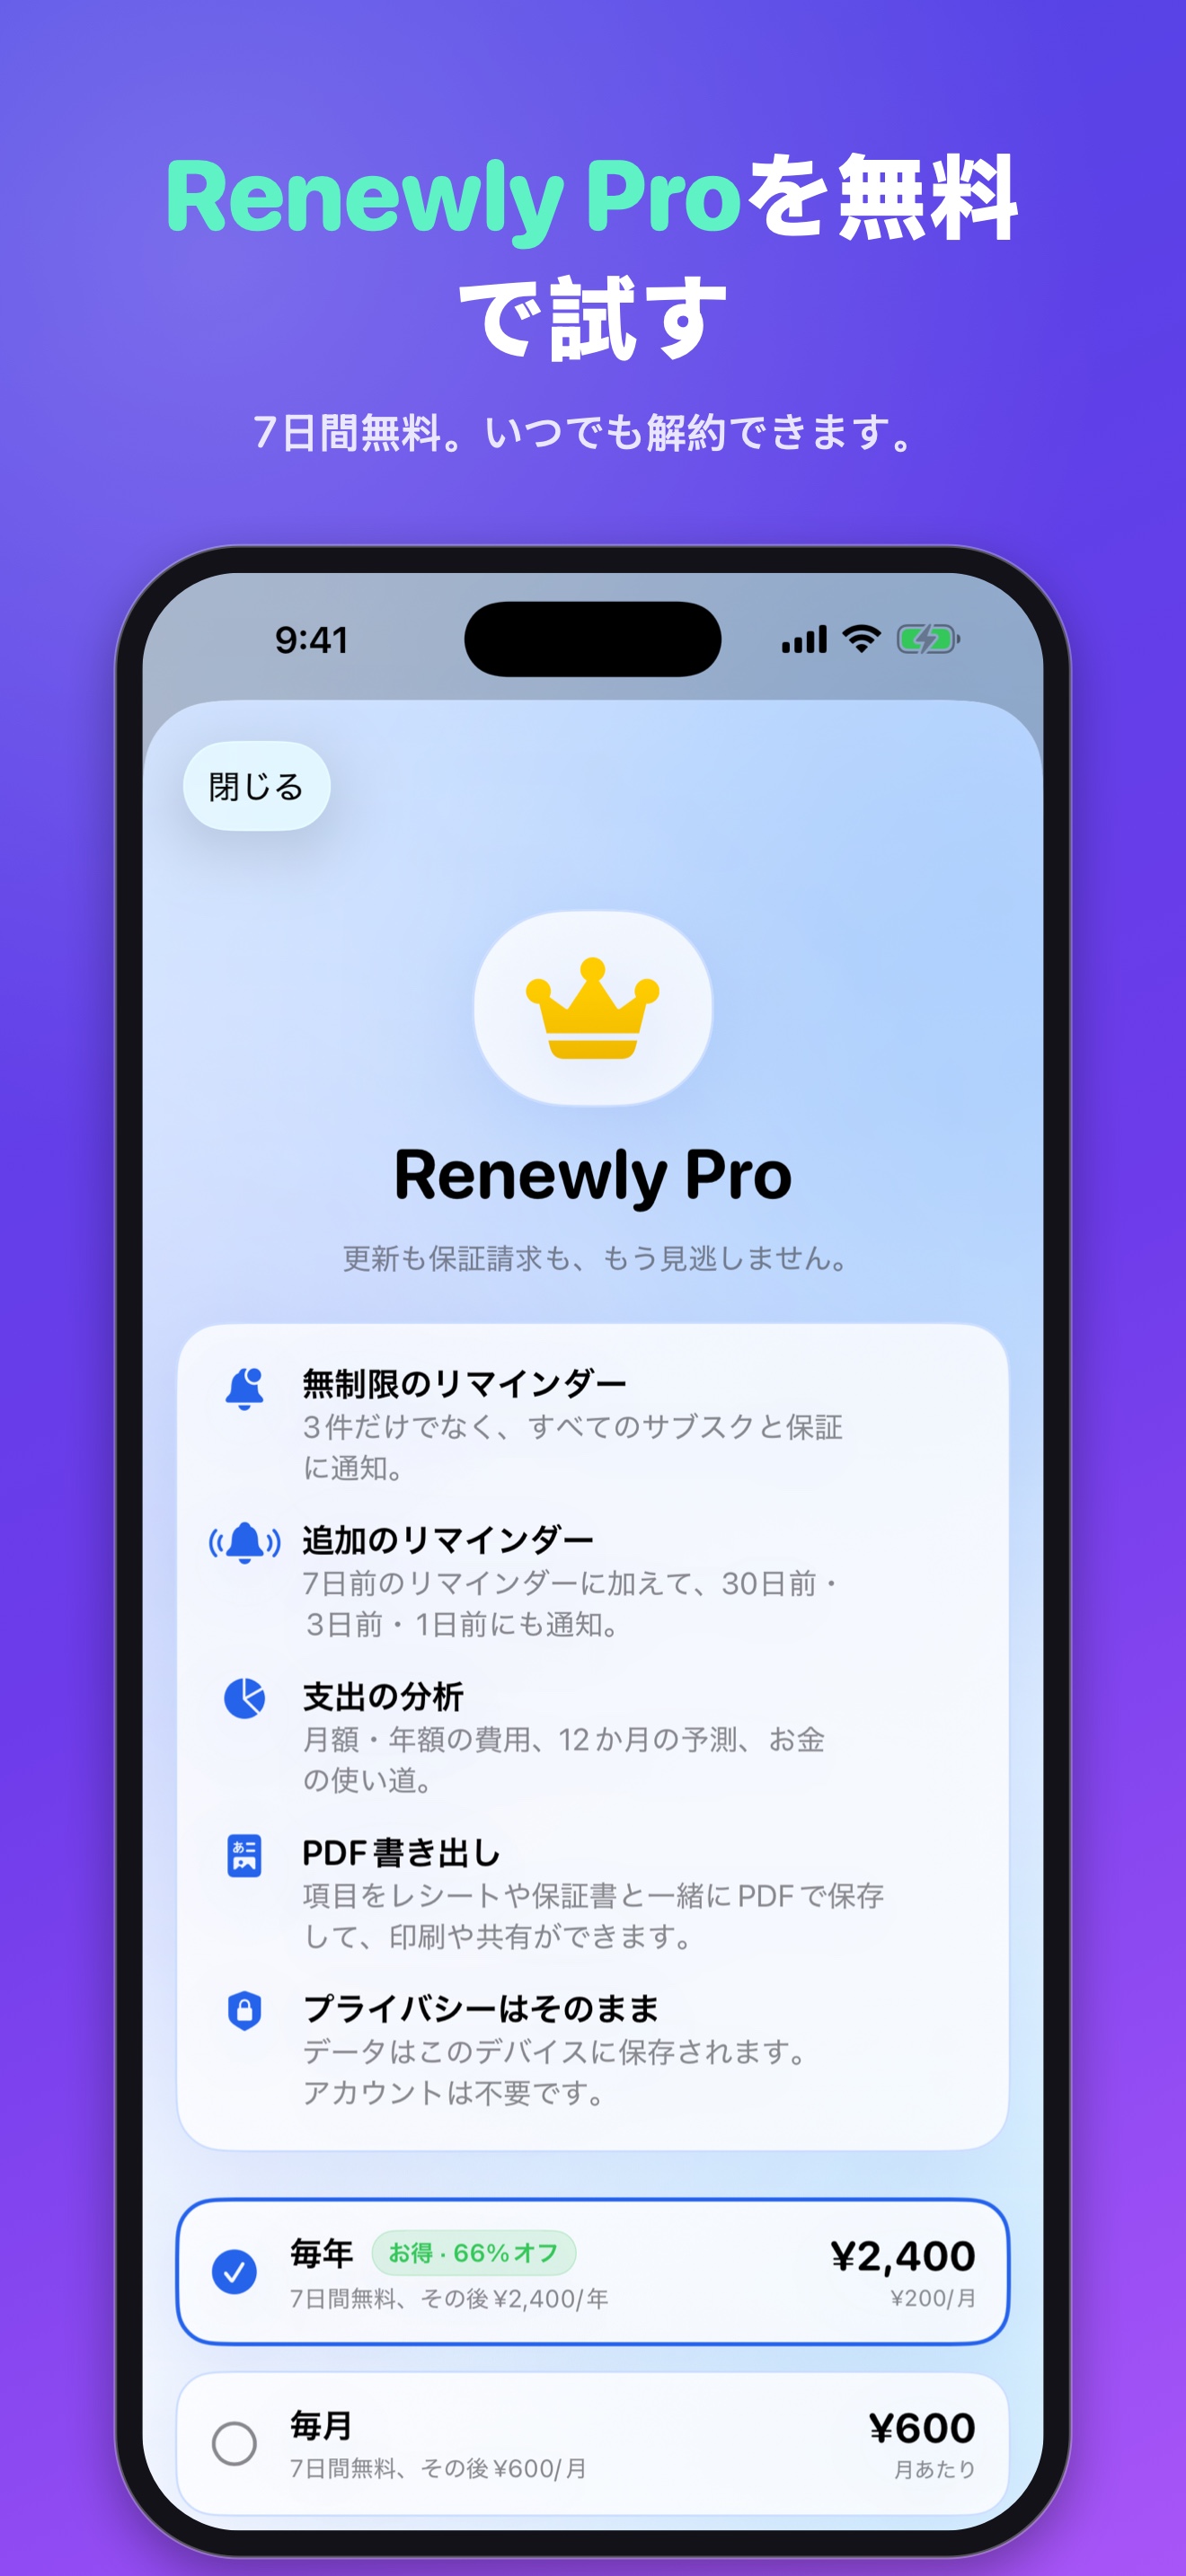 Renewly Proを無料
で試す
7日間無料。いつでも解約できます。
9:41
閉じる
Renewly Pro
更新も保証請求も、もう見逃しません。
無制限のリマインダー
3件だけでなく、すべてのサブスクと保証
に通知。
追加のリマインダー
7日前のリマインダーに加えて、30日前・
3日前・1日前にも通知。
支出の分析
月額・年額の費用、12か月の予測、お金
の使い道。
あ
PDF書き出し
項目をレシートや保証書と一緒にPDFで保存
して、印刷や共有ができます。
プライバシーはそのまま
データはこのデバイスに保存されます。
アカウントは不要です。
毎年 お得・66%オフ ¥2,400
7日間無料、その後¥2,400/年 ¥200/月
毎月 ¥600
7日間無料、その後¥600/月 月あたり